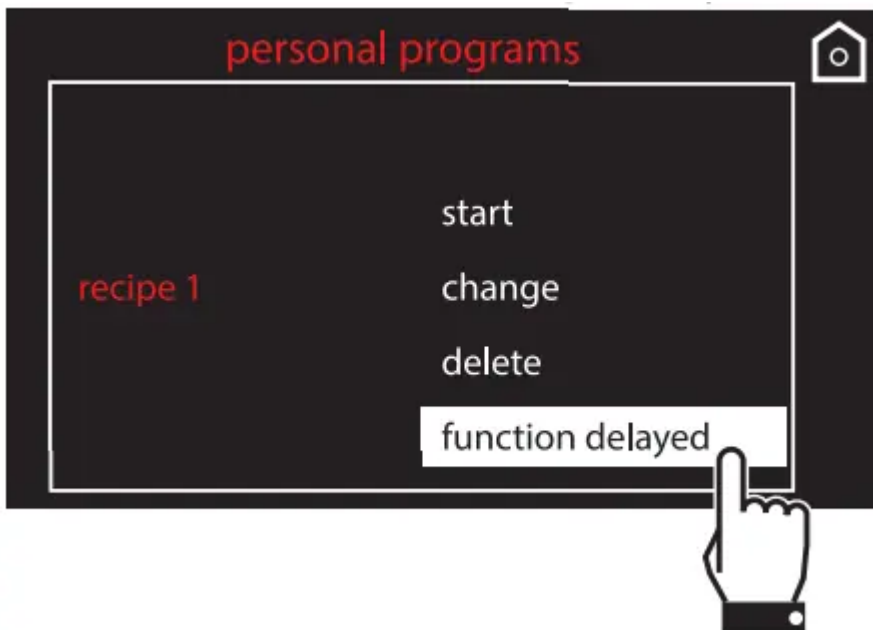 personal programs
start
recipe 1
change
delete
function delayed